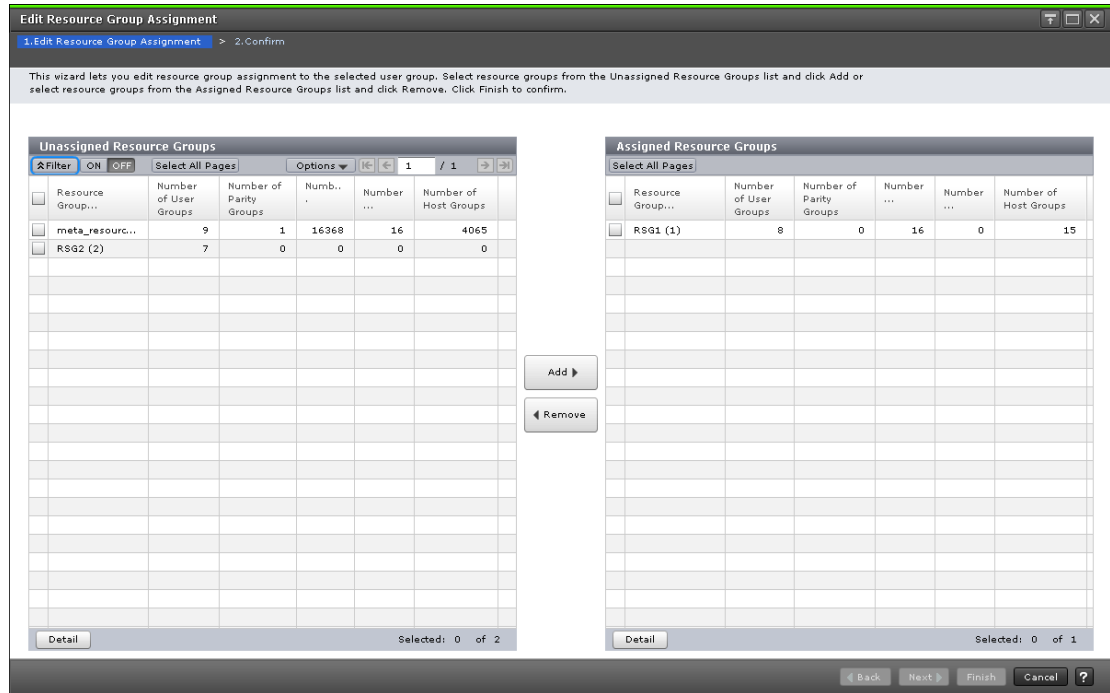 Edit Resource Group Assignment
1.Edit Resource Group Assignment > 2.Confirm
This wizard lets you edit resource group assignment to the selected user group. Select resource groups from the Unassigned Resource Groups list and click Add or
select resource groups from the Assigned Resource Groups list and click Remove. Click Finish to confirm.
Unassigned Resource Groups
Filter ON OFF Select All Pages Options 1 / 1
Resource Group... Number of User Groups Number of Parity Groups Numb... Number ... Number of Host Groups
meta_resourc... 9 1 16368 16 4065
RSG2 (2) 7 0 0 0 0
Detail Selected: 0 of 2
Add
Remove
Assigned Resource Groups
Select All Pages
Resource Group... Number of User Groups Number of Parity Groups Number ... Number ... Number of Host Groups
RSG1 (1) 8 0 16 0 15
Detail Selected: 0 of 1
Back Next Finish Cancel ?